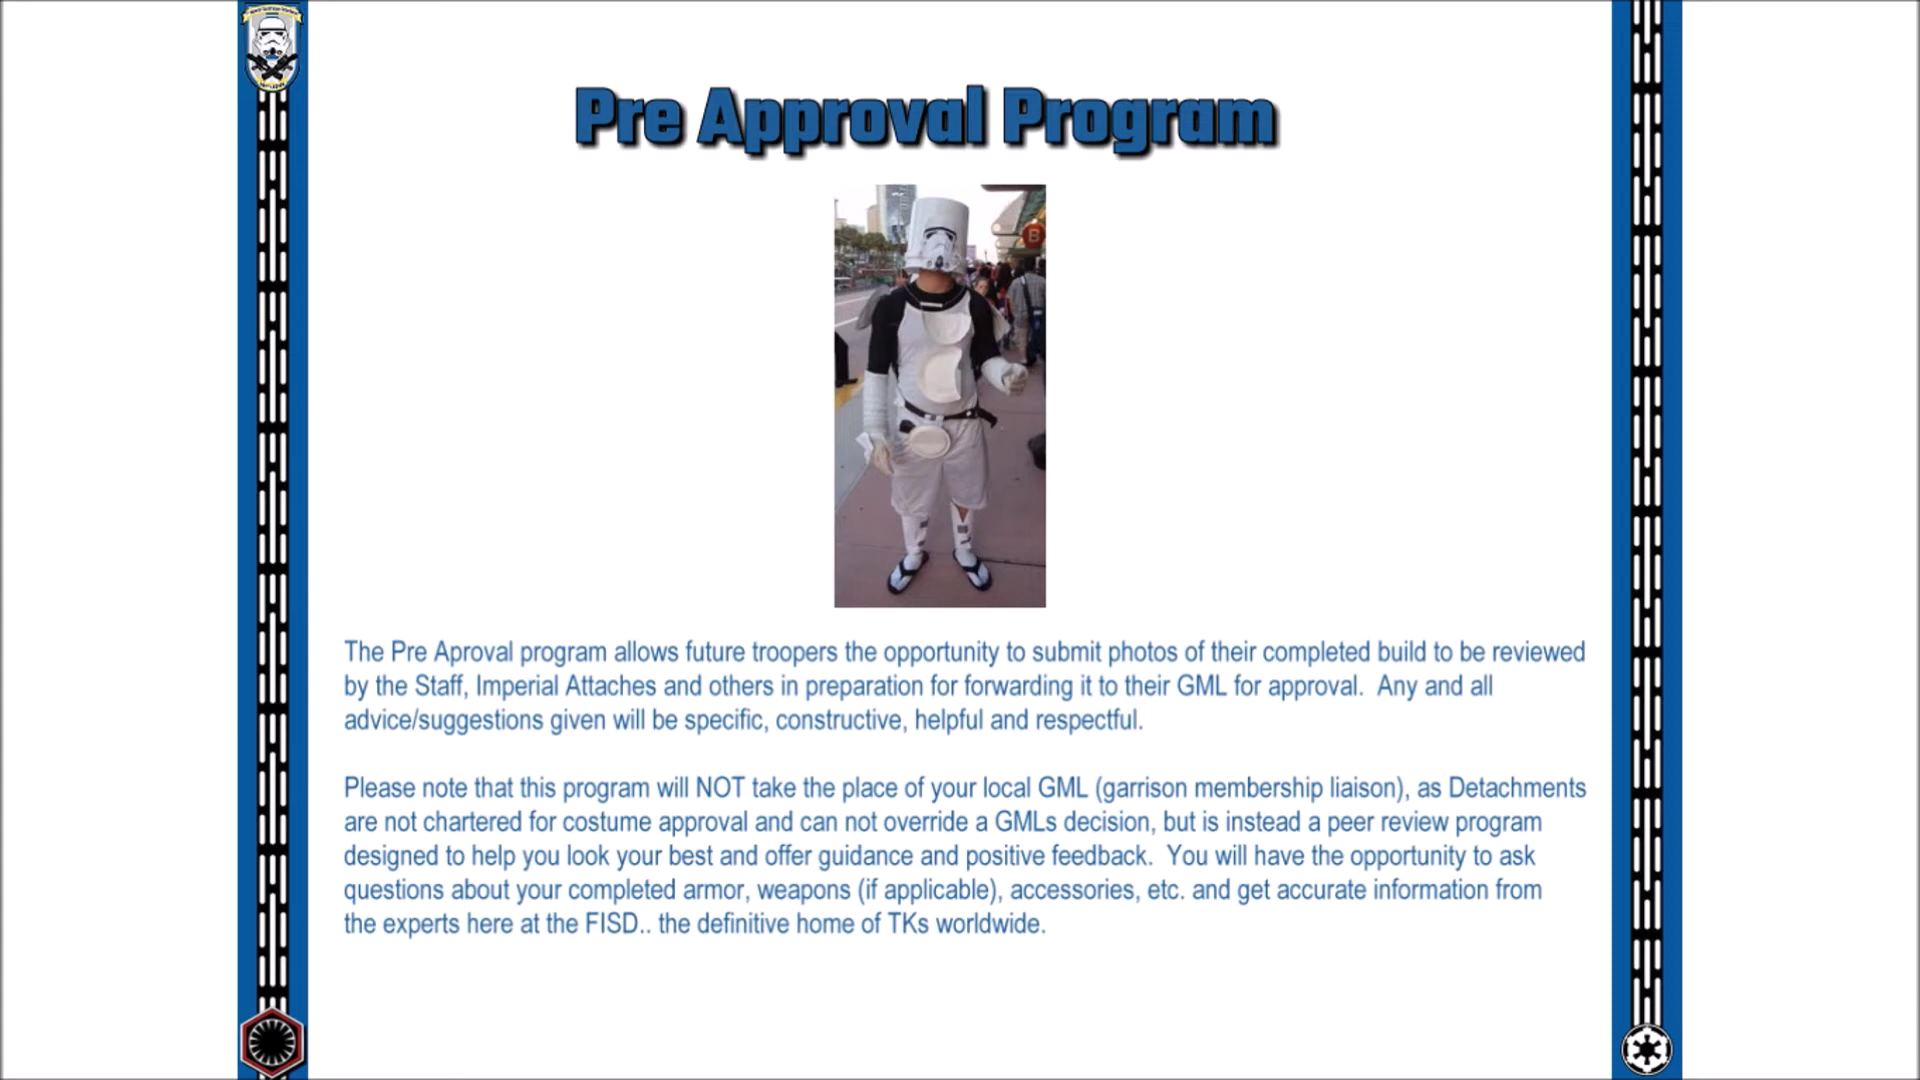 Pre Approval Program
B
The Pre Aproval program allows future troopers the opportunity to submit photos of their completed build to be reviewed
by the Staff, Imperial Attaches and others in preparation for forwarding it to their GML for approval.  Any and all
advice/suggestions given will be specific, constructive, helpful and respectful.
Please note that this program will NOT take the place of your local GML (garrison membership liaison), as Detachments
are not chartered for costume approval and can not override a GMLs decision, but is instead a peer review program
designed to help you look your best and offer guidance and positive feedback.  You will have the opportunity to ask
questions about your completed armor, weapons (if applicable), accessories, etc. and get accurate information from
the experts here at the FISD.. the definitive home of TKs worldwide.